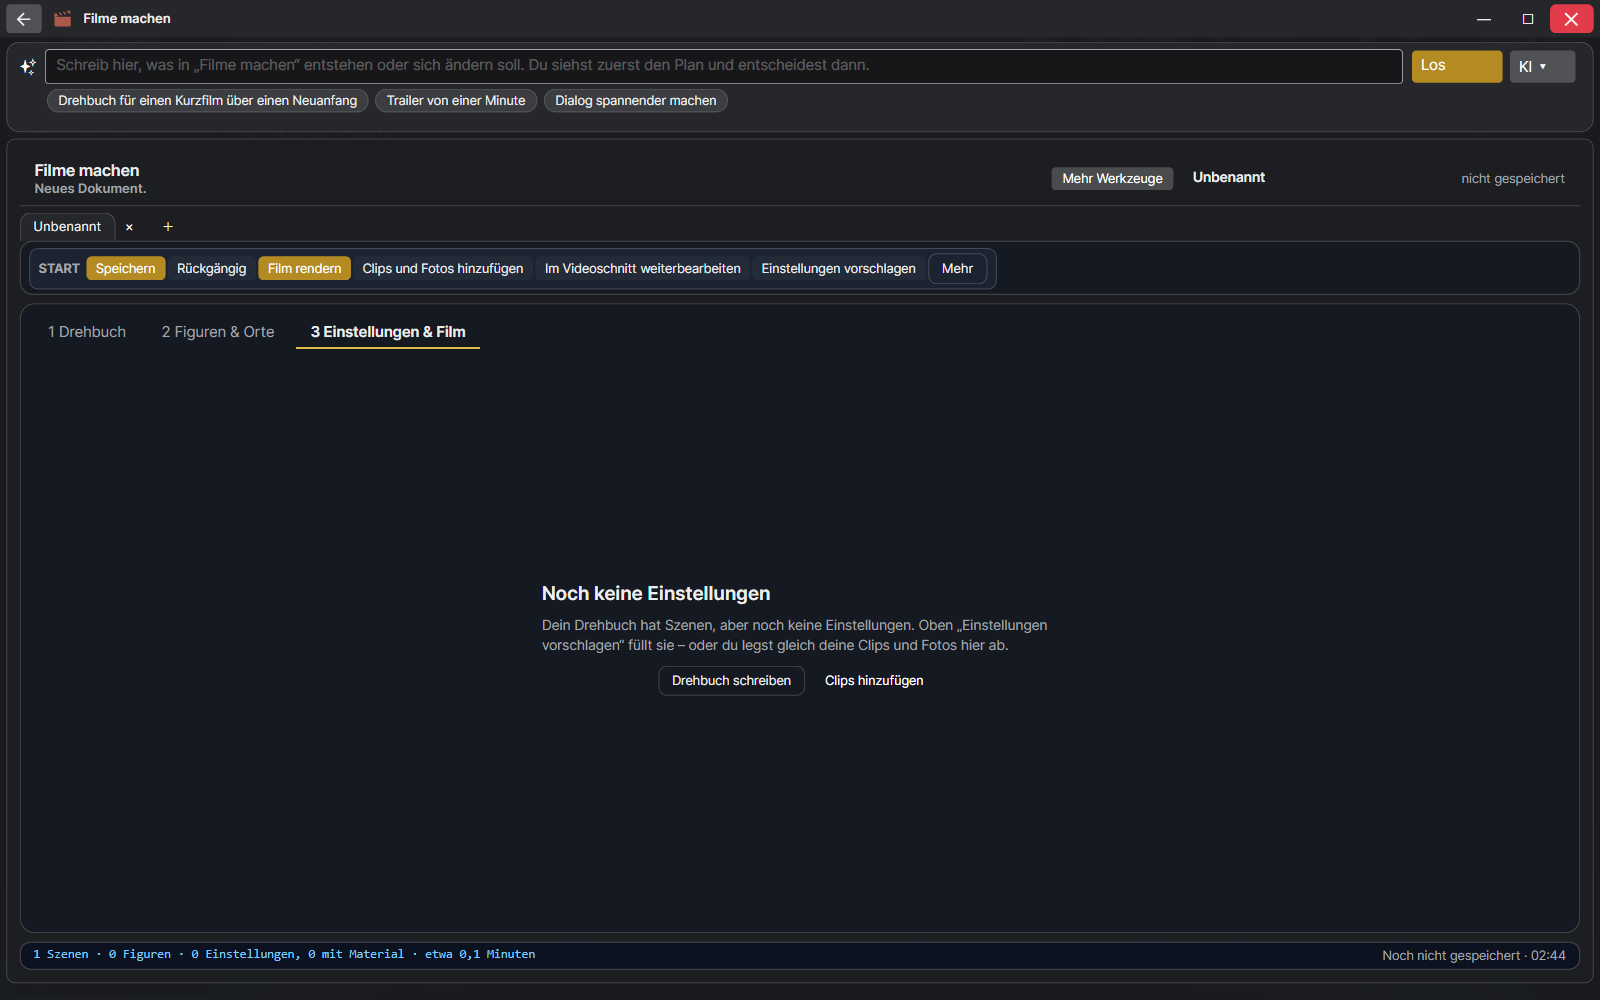 Filme machen
Schreib hier, was in „Filme machen“ entstehen oder sich ändern soll. Du siehst zuerst den Plan und entscheidest dann.
Los
KI ▾
Drehbuch für einen Kurzfilm über einen Neuanfang
Trailer von einer Minute
Dialog spannender machen
Filme machen
Neues Dokument.
Mehr Werkzeuge
Unbenannt
nicht gespeichert
Unbenannt × +
START Speichern Rückgängig Film rendern Clips und Fotos hinzufügen Im Videoschnitt weiterbearbeiten Einstellungen vorschlagen Mehr
1 Drehbuch 2 Figuren & Orte 3 Einstellungen & Film
Noch keine Einstellungen
Dein Drehbuch hat Szenen, aber noch keine Einstellungen. Oben „Einstellungen
vorschlagen“ füllt sie – oder du legst gleich deine Clips und Fotos hier ab.
Drehbuch schreiben Clips hinzufügen
1 Szenen · 0 Figuren · 0 Einstellungen, 0 mit Material · etwa 0,1 Minuten
Noch nicht gespeichert · 02:44